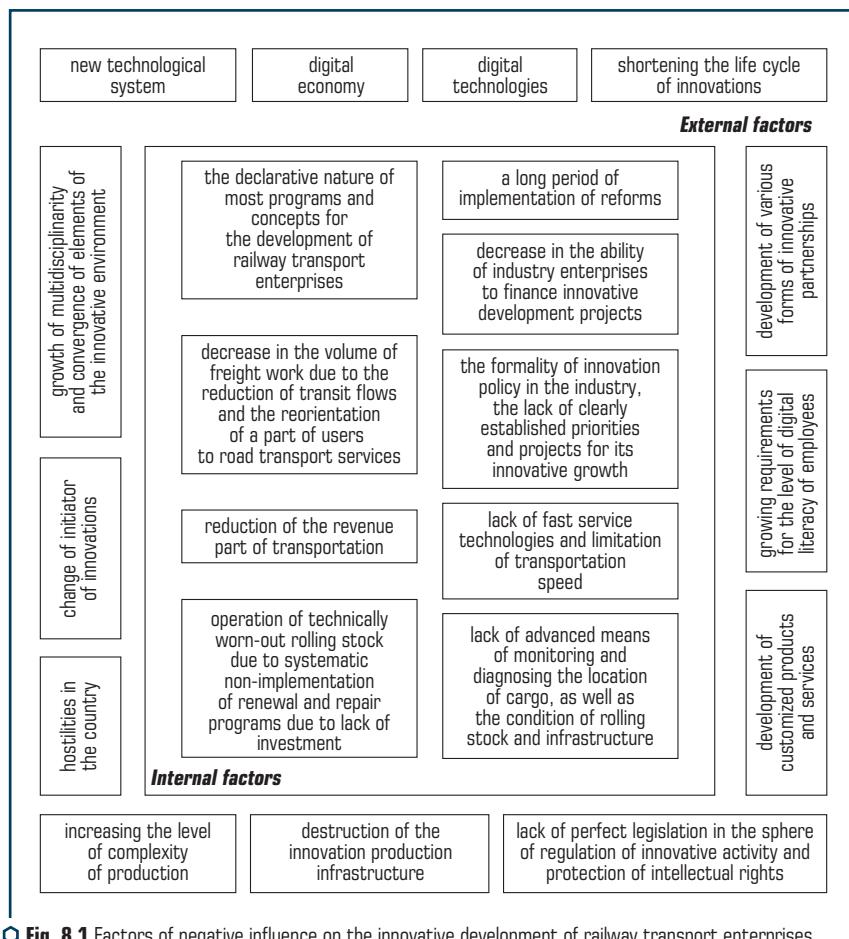 new technological
system
digital
economy
digital
technologies
shortening the life cycle
of innovations
External factors
growth of multidisciplinarity
and convergence of elements of
the innovative environment
change of initiator
of innovations
hostilities in
the country
the declarative nature of
most programs and
concepts for
the development of
railway transport
enterprises
decrease in the volume of
freight work due to the
reduction of transit flows
and the reorientation
of a part of users
to road transport services
reduction of the revenue
part of transportation
operation of technically
worn-out rolling stock
due to systematic
non-implementation
of renewal and repair
programs due to lack of
investment
a long period of
implementation of reforms
decrease in the ability
of industry enterprises
to finance innovative
development projects
the formality of innovation
policy in the industry,
the lack of clearly
established priorities
and projects for its
innovative growth
lack of fast service
technologies and limitation
of transportation
speed
lack of advanced means
of monitoring and
diagnosing the location
of cargo, as well as
the condition of rolling
stock and infrastructure
Internal factors
development of various
forms of innovative
partnerships
growing requirements
for the level of digital
literacy of employees
development of
customized products
and services
increasing the level
of complexity
of production
destruction of the
innovation production
infrastructure
lack of perfect legislation in the sphere
of regulation of innovative activity and
protection of intellectual rights
Fig. 8.1 Factors of negative influence on the innovative development of railway transport enterprises